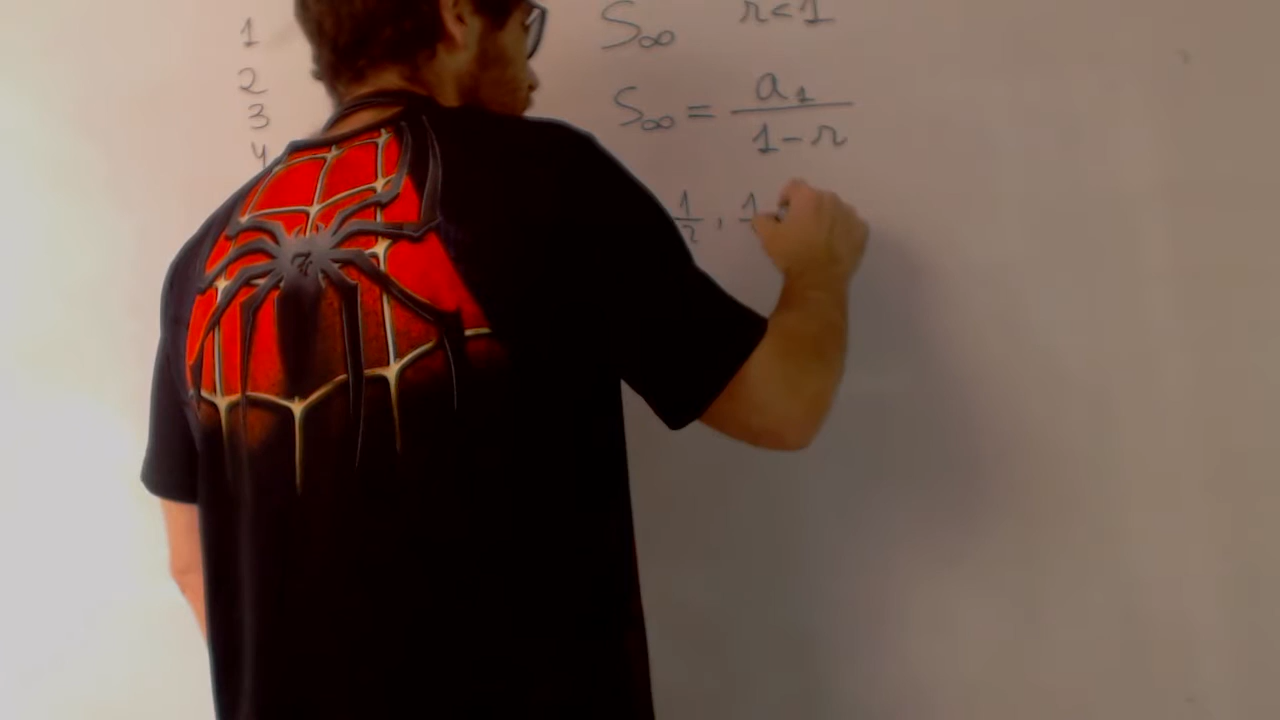 1
2
3
4
S∞ r<1
S∞ = a₁/(1-r)
1/2, 1